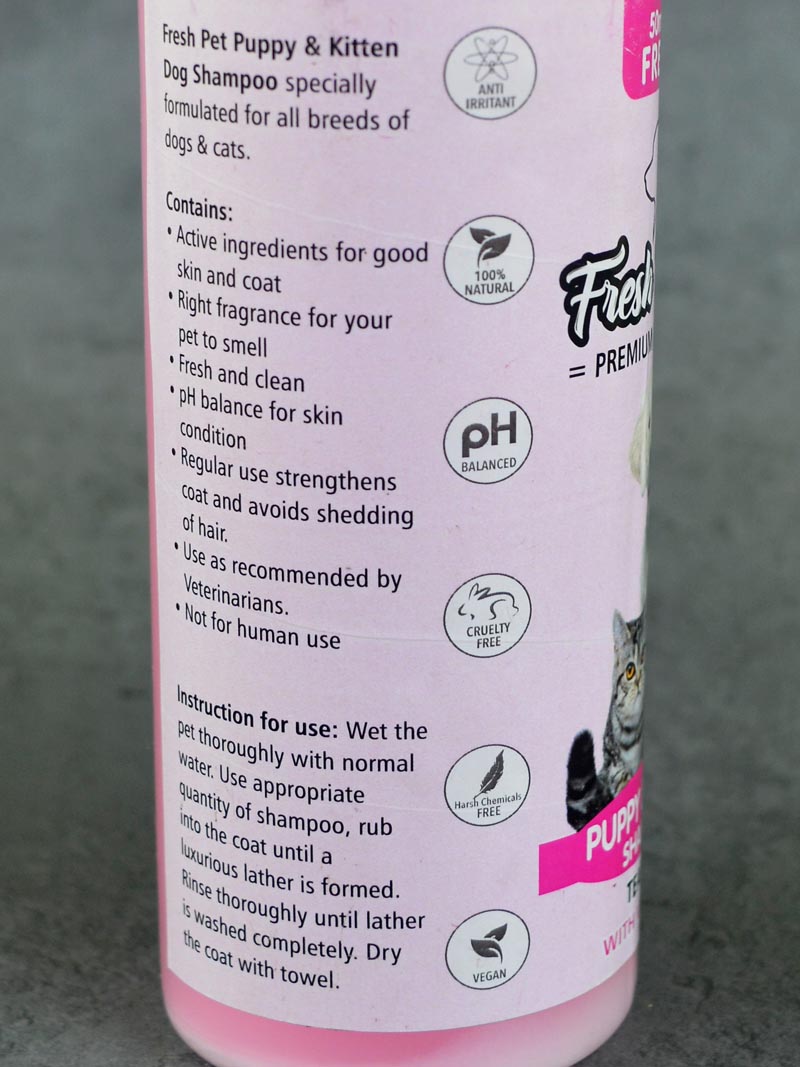 Fresh Pet Puppy & Kitten
Dog Shampoo specially
formulated for all breeds of
dogs & cats.
Contains:
• Active ingredients for good
skin and coat
• Right fragrance for your
pet to smell
• Fresh and clean
• pH balance for skin
condition
• Regular use strengthens
coat and avoids shedding
of hair.
• Use as recommended by
Veterinarians.
• Not for human use
Instruction for use: Wet the
pet thoroughly with normal
water. Use appropriate
quantity of shampoo, rub
into the coat until a
luxurious lather is formed.
Rinse thoroughly until lather
is washed completely. Dry
the coat with towel.
ANTI
IRRITANT
100%
NATURAL
pH
BALANCED
CRUELTY
FREE
Harsh Chemicals
FREE
VEGAN
Fresh
= PREMIUM
PUPPY
WITH